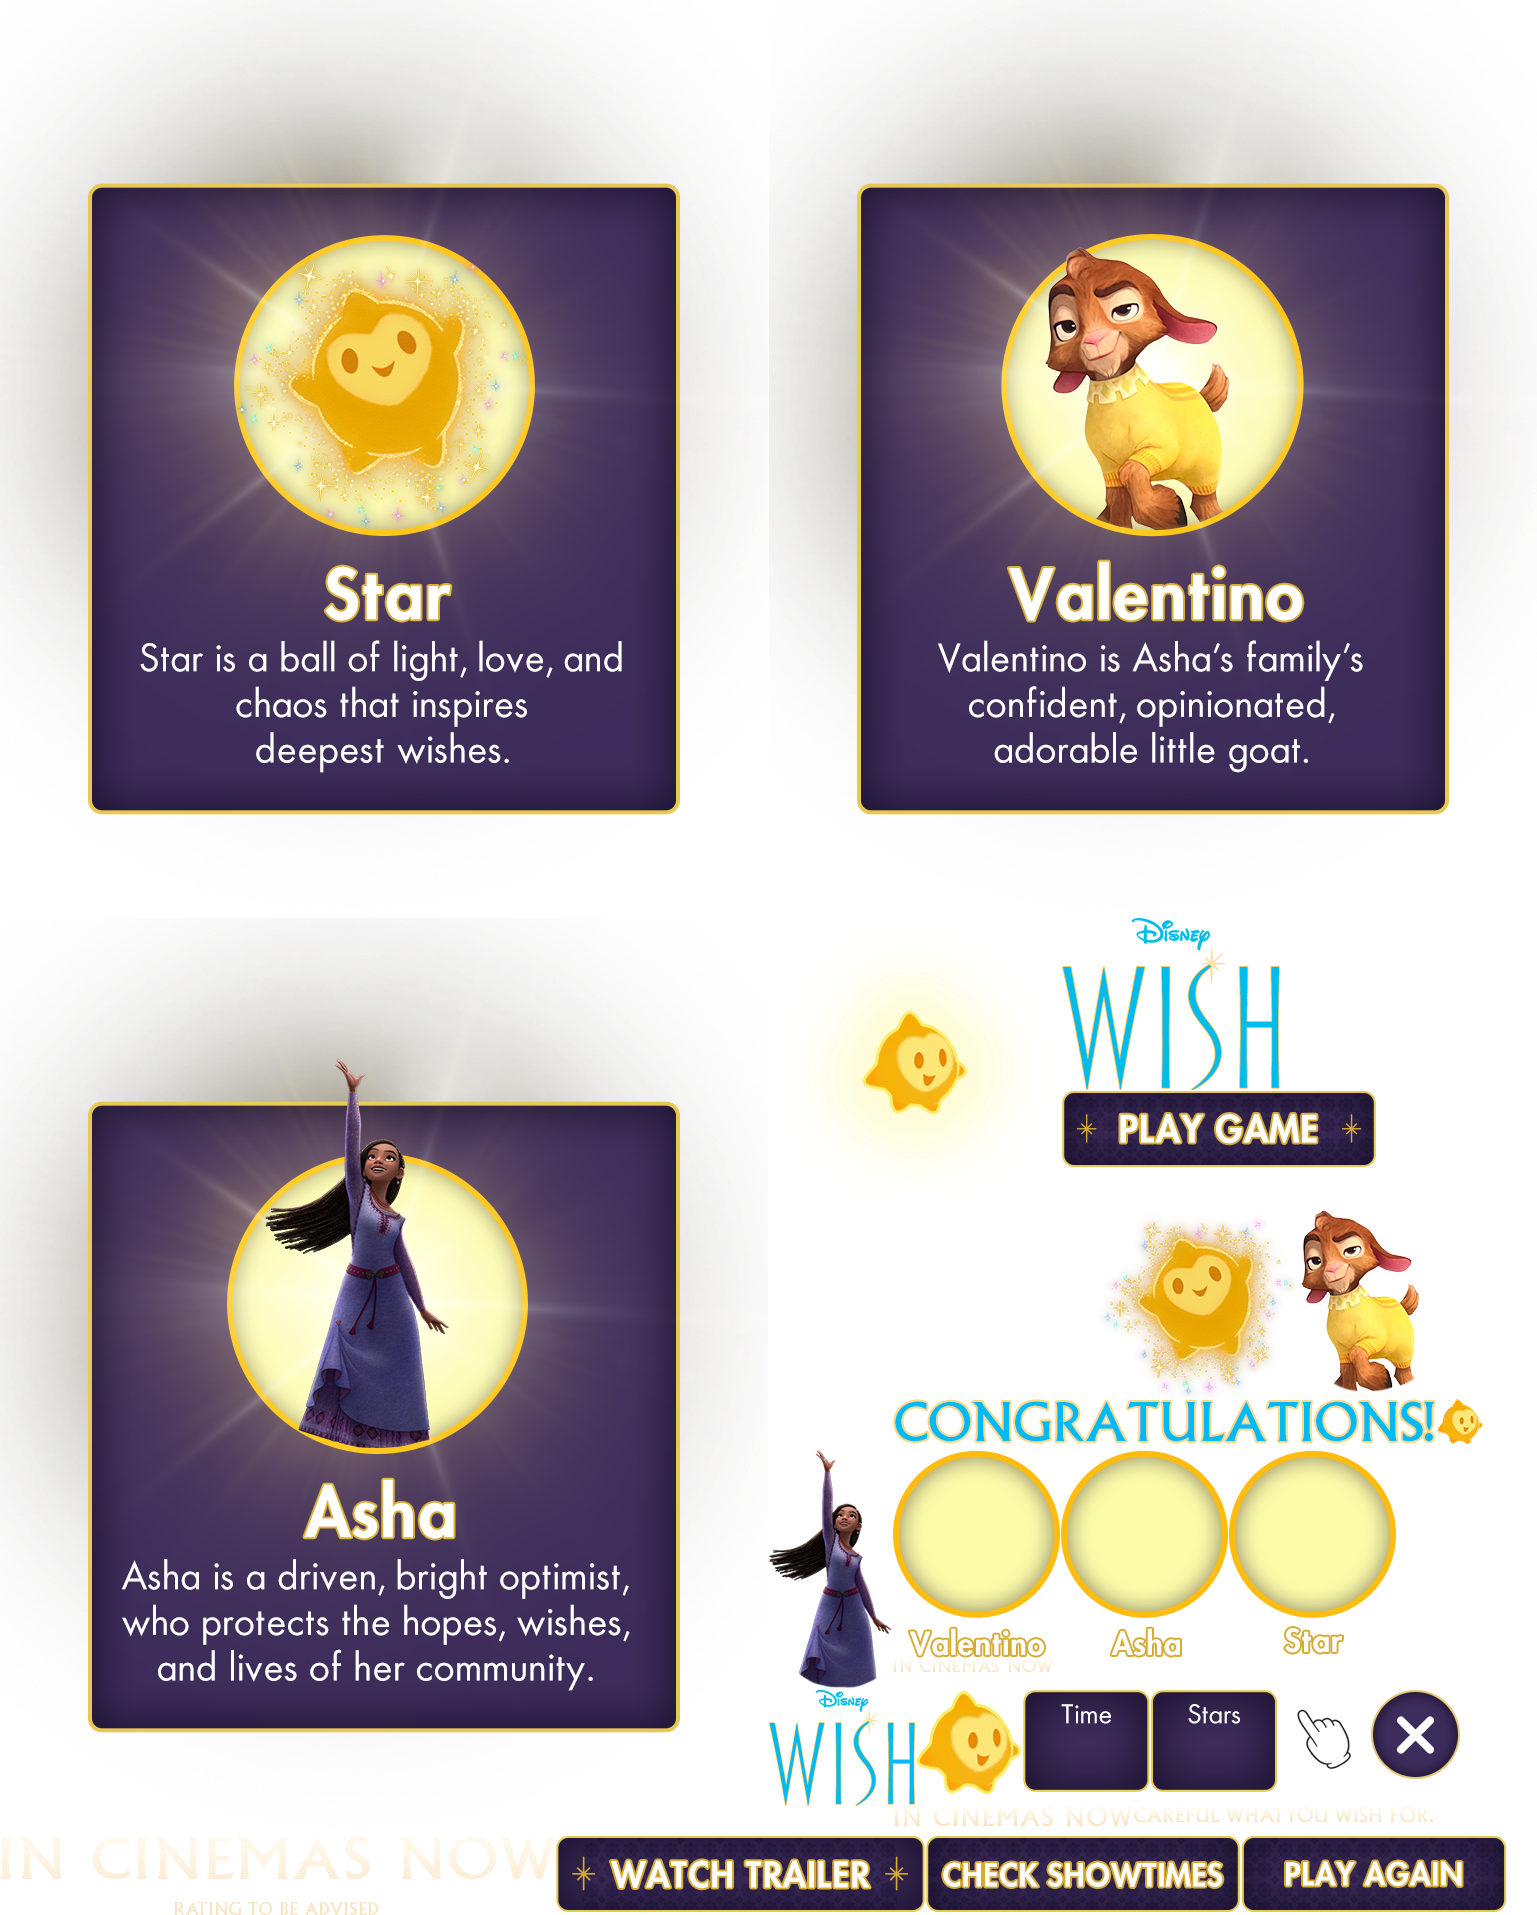 Star
Star is a ball of light, love, and
chaos that inspires
deepest wishes.
Valentino
Valentino is Asha's family's
confident, opinionated,
adorable little goat.
Asha
Asha is a driven, bright optimist,
who protects the hopes, wishes,
and lives of her community.
Disney
WISH
PLAY GAME
CONGRATULATIONS!
Valentino
Asha
Star
IN CINEMAS NOW
Disney
WISH
Time
Stars
IN CINEMAS NOW
CAREFUL WHAT YOU WISH FOR.
IN CINEMAS NOW
RATING TO BE ADVISED
WATCH TRAILER
CHECK SHOWTIMES
PLAY AGAIN